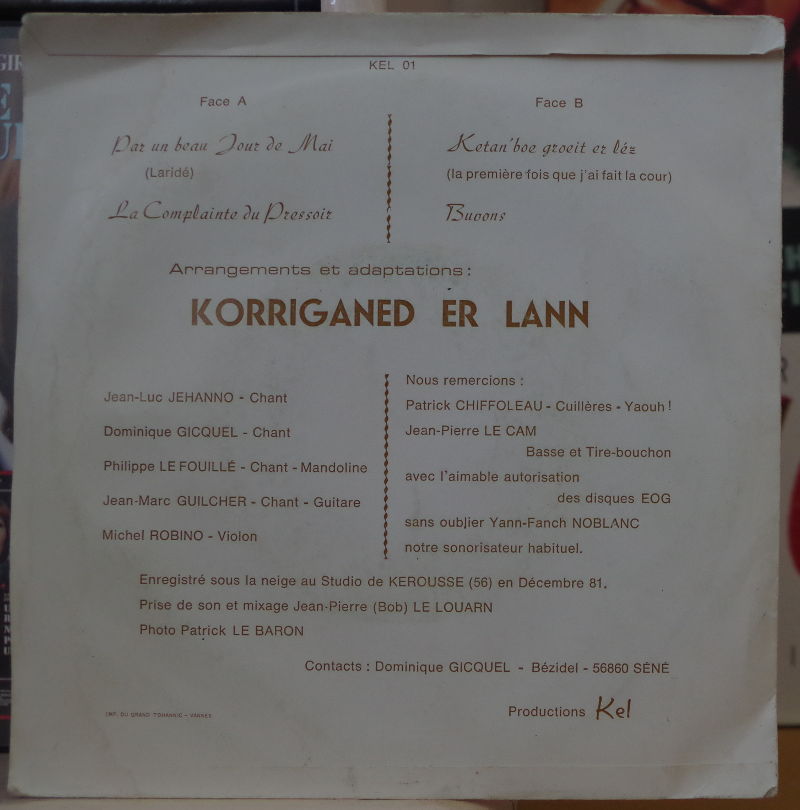 KEL 01
Face A
Par un beau Jour de Mai
(Laridé)
La Complainte du Pressoir
Face B
Ketan'boe groeit er léz
(la première fois que j'ai fait la cour)
Buvons
Arrangements et adaptations :
KORRIGANED ER LANN
Jean-Luc JEHANNO - Chant
Dominique GICQUEL - Chant
Philippe LE FOUILLÉ - Chant - Mandoline
Jean-Marc GUILCHER - Chant - Guitare
Michel ROBINO - Violon
Nous remercions :
Patrick CHIFFOLEAU - Cuillères - Yaouh !
Jean-Pierre LE CAM
Basse et Tire-bouchon
avec l'aimable autorisation
des disques EOG
sans oublier Yann-Fanch NOBLANC
notre sonorisateur habituel.
Enregistré sous la neige au Studio de KEROUSSE (56) en Décembre 81.
Prise de son et mixage Jean-Pierre (Bob) LE LOUARN
Photo Patrick LE BARON
Contacts : Dominique GICQUEL - Bézidel - 56860 SÉNÉ
IMP. DU GRAND TOHANNIC - VANNES
Productions Kel